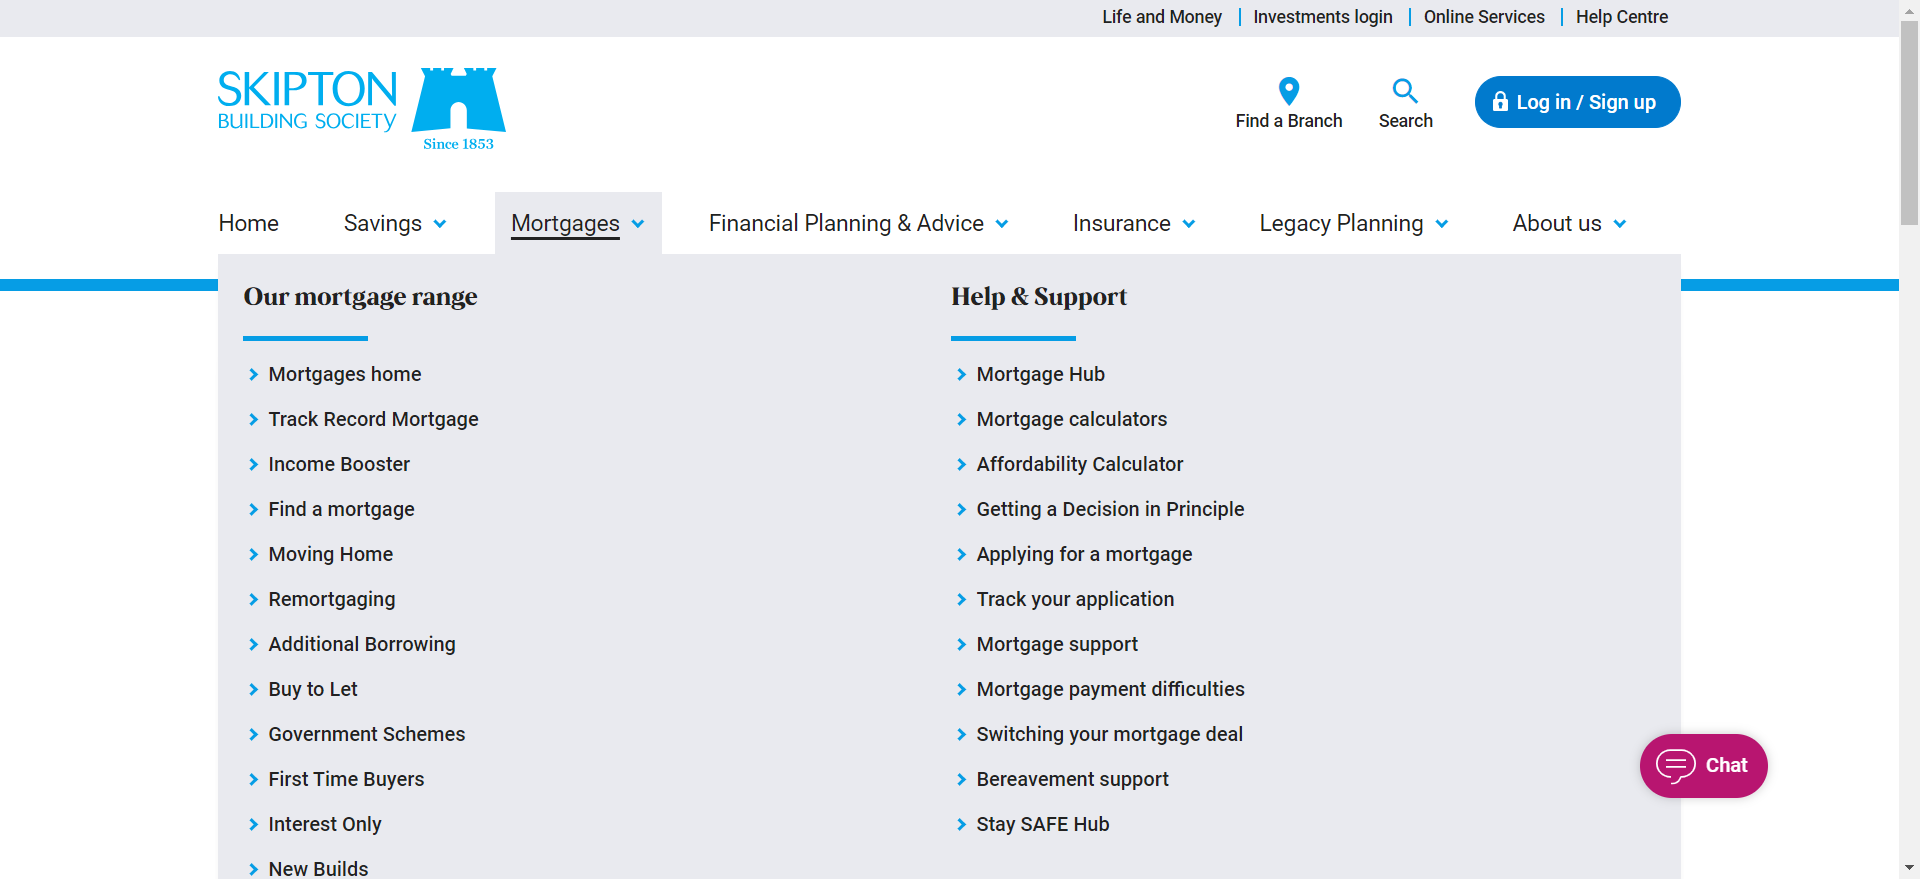 Life and Money
Investments login
Online Services
Help Centre
SKIPTON
BUILDING SOCIETY
Since 1853
Find a Branch
Search
Log in / Sign up
Home
Savings
Mortgages
Financial Planning & Advice
Insurance
Legacy Planning
About us
Our mortgage range
Mortgages home
Track Record Mortgage
Income Booster
Find a mortgage
Moving Home
Remortgaging
Additional Borrowing
Buy to Let
Government Schemes
First Time Buyers
Interest Only
New Builds
Help & Support
Mortgage Hub
Mortgage calculators
Affordability Calculator
Getting a Decision in Principle
Applying for a mortgage
Track your application
Mortgage support
Mortgage payment difficulties
Switching your mortgage deal
Bereavement support
Stay SAFE Hub
Chat